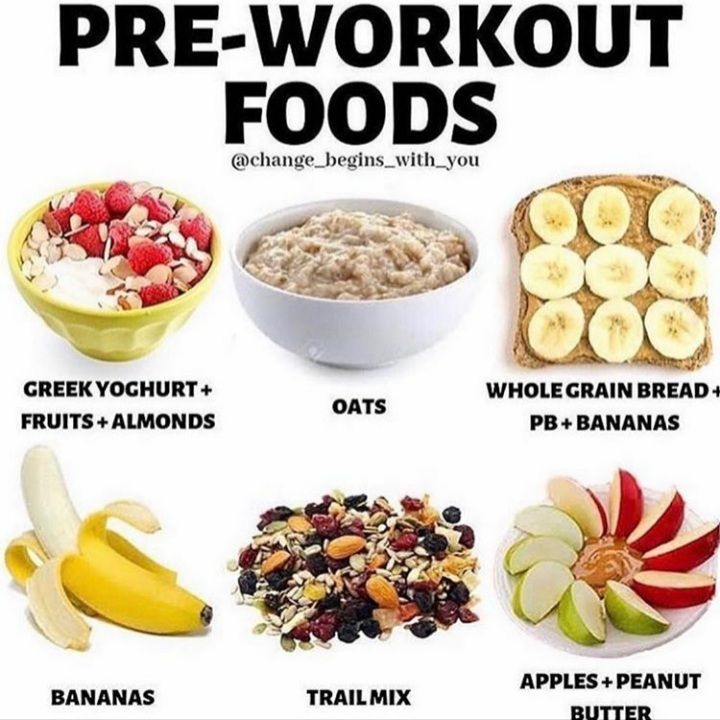 PRE-WORKOUT
FOODS
@change_begins_with_you
GREEK YOGHURT +
FRUITS + ALMONDS
OATS
WHOLE GRAIN BREAD +
PB + BANANAS
BANANAS
TRAIL MIX
APPLES + PEANUT
BUTTER